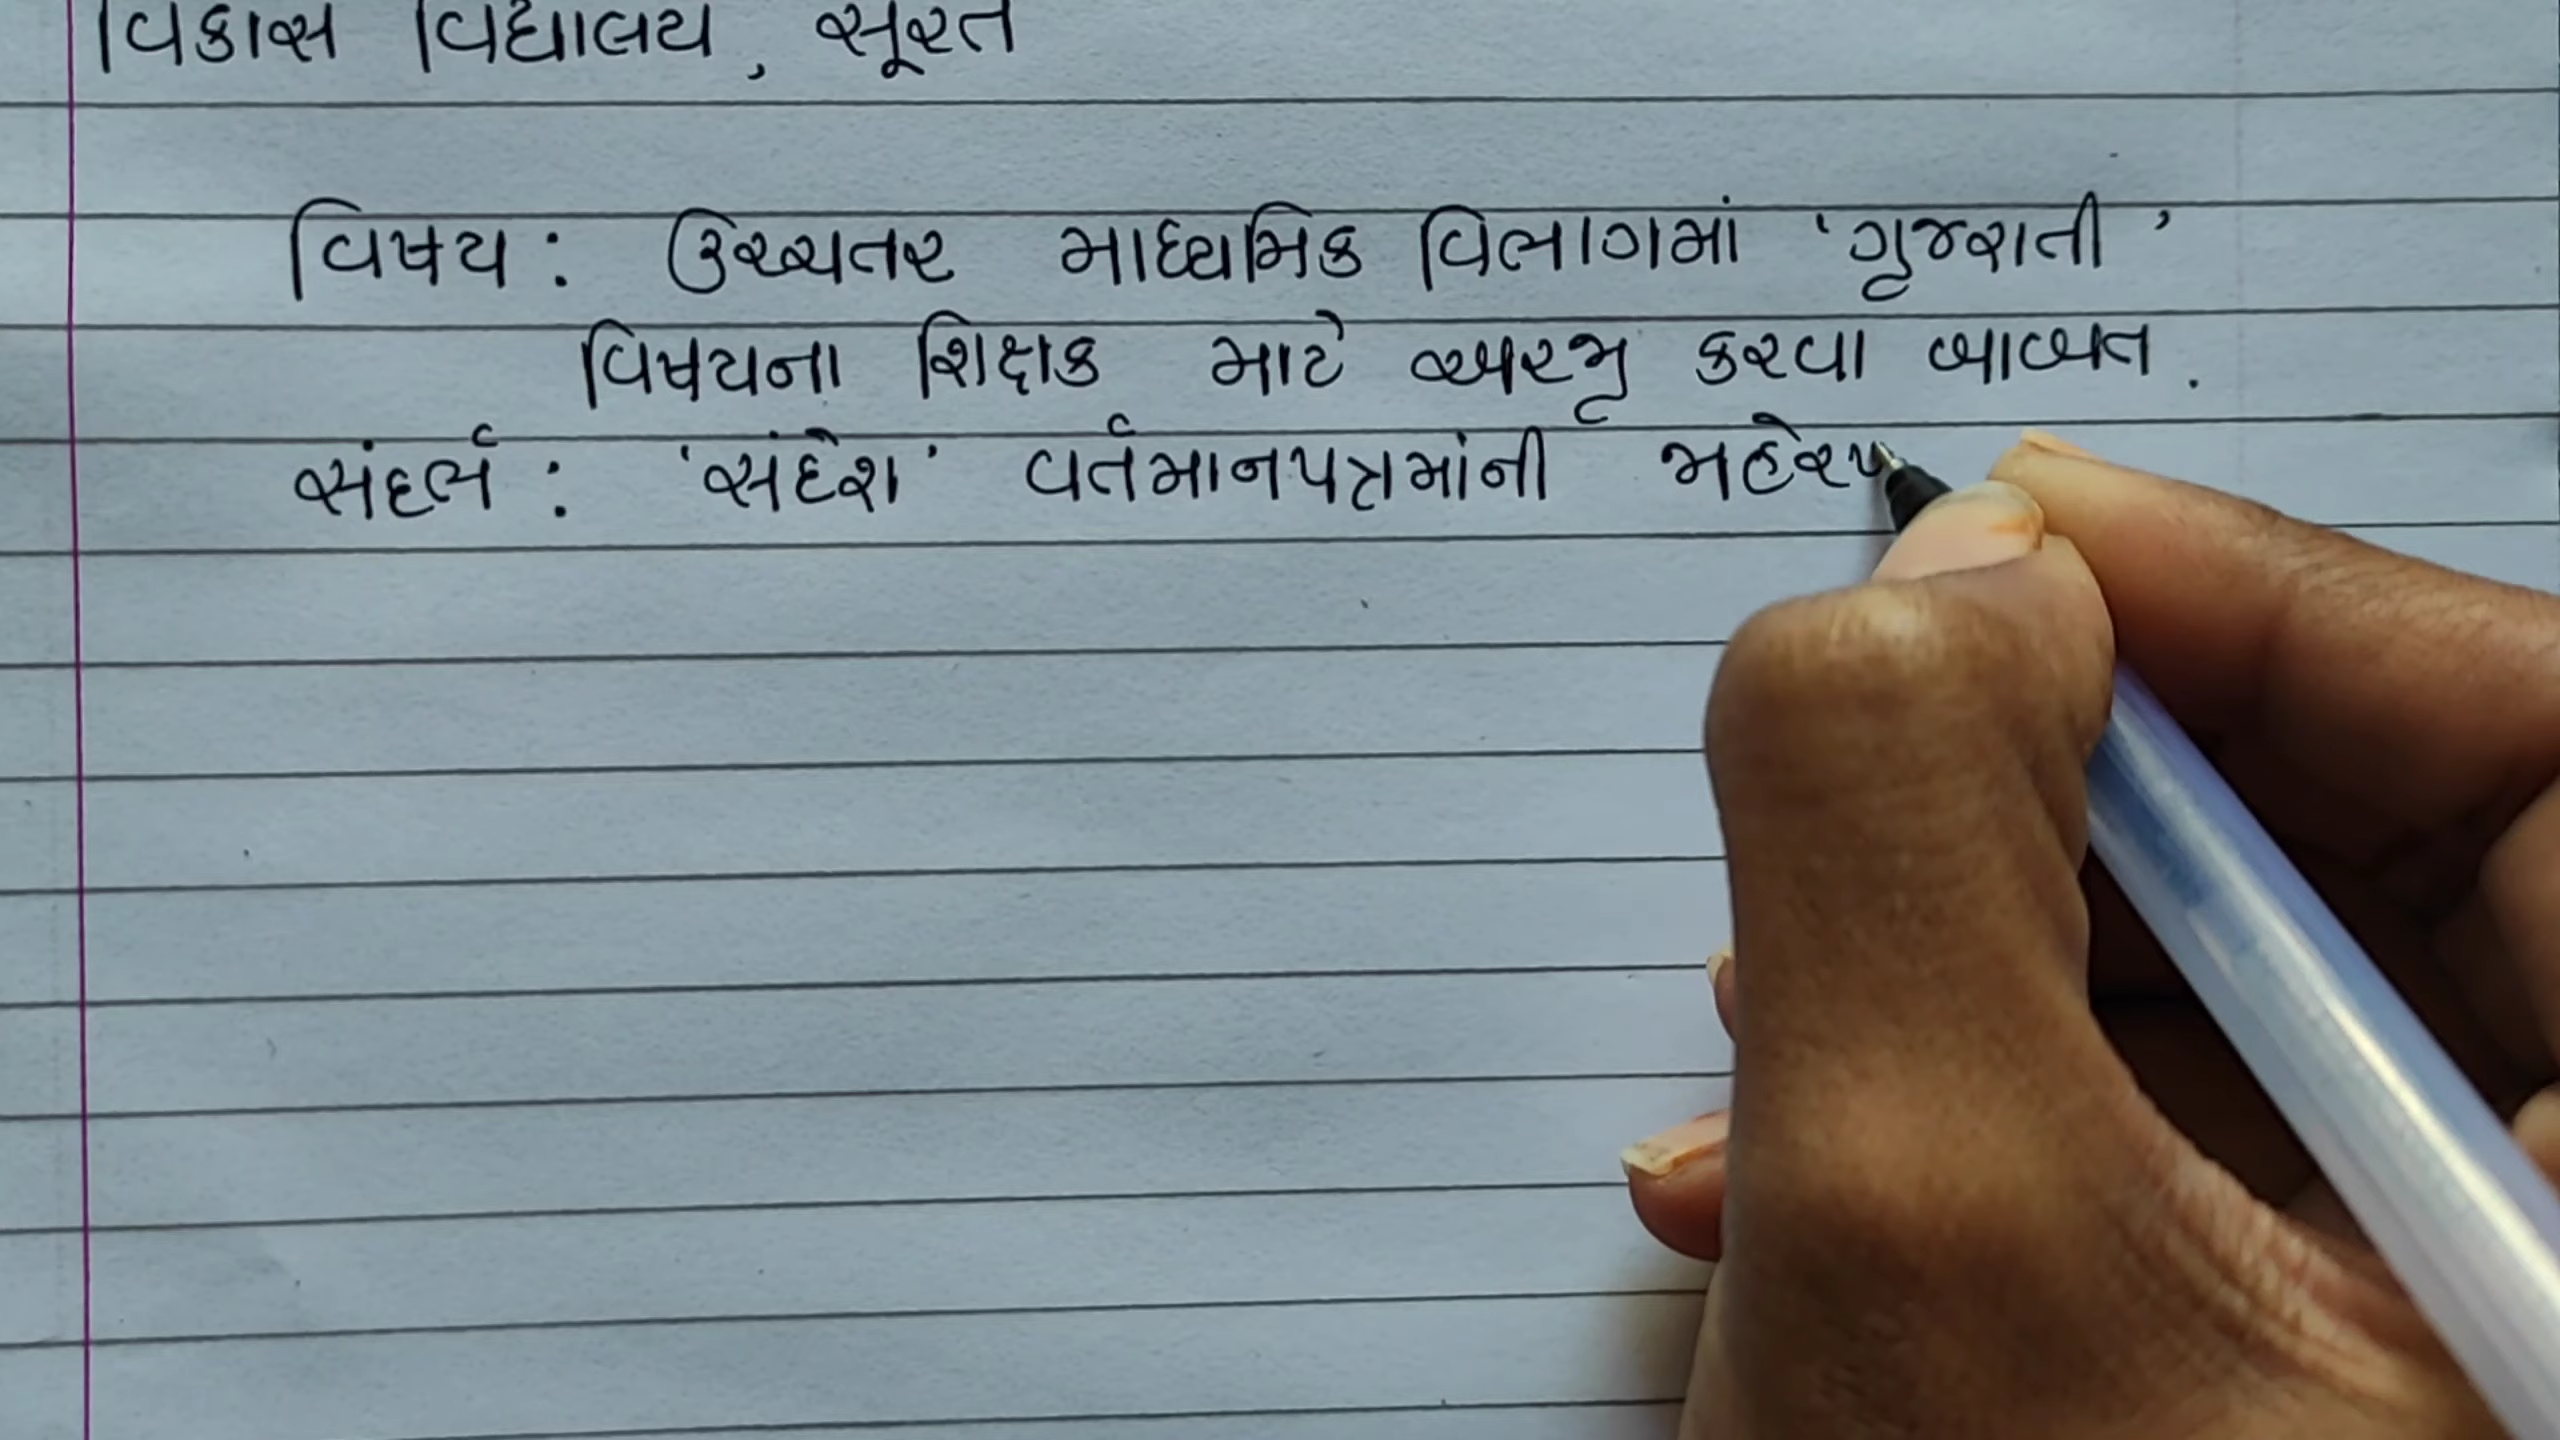 વિકાસ વિદ્યાલય, સૂરત
વિષય : ઉચ્ચતર માધ્યમિક વિભાગમાં 'ગુજરાતી'
વિષયના શિક્ષક માટે અરજી કરવા બાબત.
સંદર્ભ : 'સંદેશ' વર્તમાનપત્રમાંની